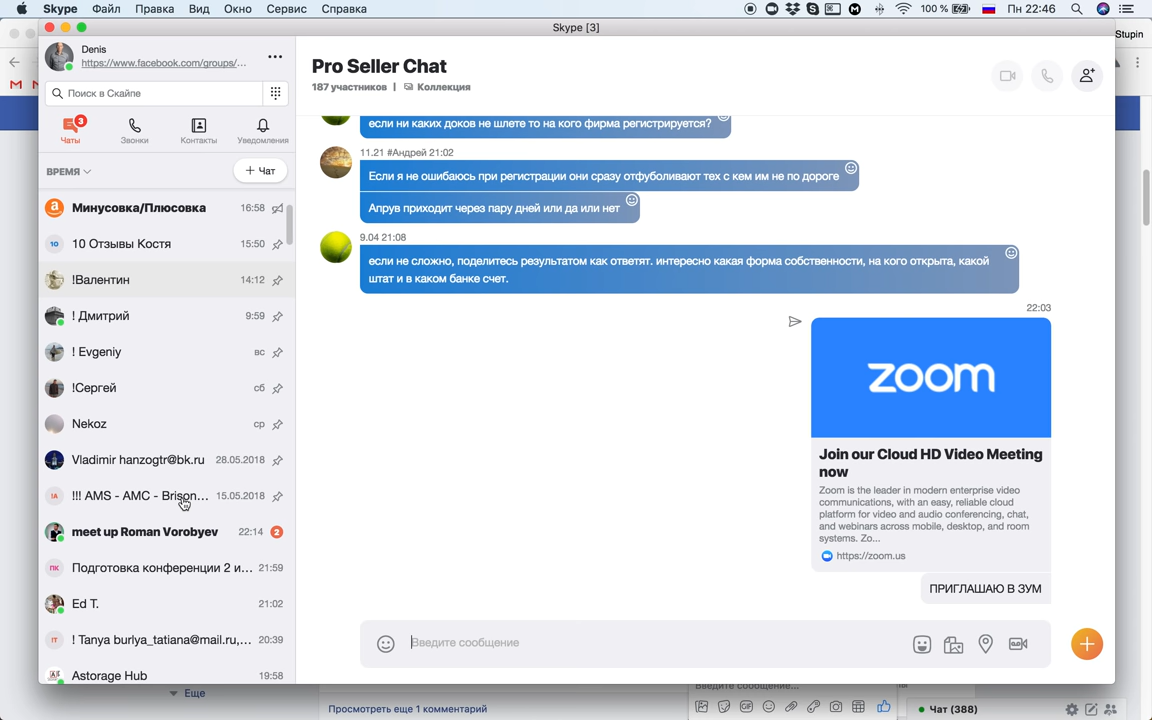 Skype Файл Правка Вид Окно Сервис Справка
100 % Пн 22:46
Skype [3]
Stupin
Denis
https://www.facebook.com/groups/...
Поиск в Скайпе
3
Чаты Звонки Контакты Уведомления
ВРЕМЯ
+ Чат
Минусовка/Плюсовка 16:58
10 10 Отзывы Костя 15:50
!Валентин 14:12
! Дмитрий 9:59
! Evgeniy вс
!Сергей сб
Nekoz ср
Vladimir hanzogtr@bk.ru 28.05.2018
!A !!! AMS - AMC - Brison... 15.05.2018
meet up Roman Vorobyev 22:14 2
ПК Подготовка конференции 2 и... 21:59
Ed T. 21:02
!T ! Tanya burlya_tatiana@mail.ru,... 20:39
Astorage Hub 19:58
Pro Seller Chat
187 участников | Коллекция
если ни каких доков не шлете то на кого фирма регистрируется?
11.21 #Андрей 21:02
Если я не ошибаюсь при регистрации они сразу отфуболивают тех с кем им не по дороге
Апрув приходит через пару дней или да или нет
9.04 21:08
если не сложно, поделитесь результатом как ответят. интересно какая форма собственности, на кого открыта, какой
штат и в каком банке счет.
22:03
zoom
Join our Cloud HD Video Meeting
now
Zoom is the leader in modern enterprise video
communications, with an easy, reliable cloud
platform for video and audio conferencing, chat,
and webinars across mobile, desktop, and room
systems. Zo...
https://zoom.us
ПРИГЛАШАЮ В ЗУМ
Введите сообщение
Еще
Просмотреть еще 1 комментарий
Введите сообщение...
GIF
Чат (388)